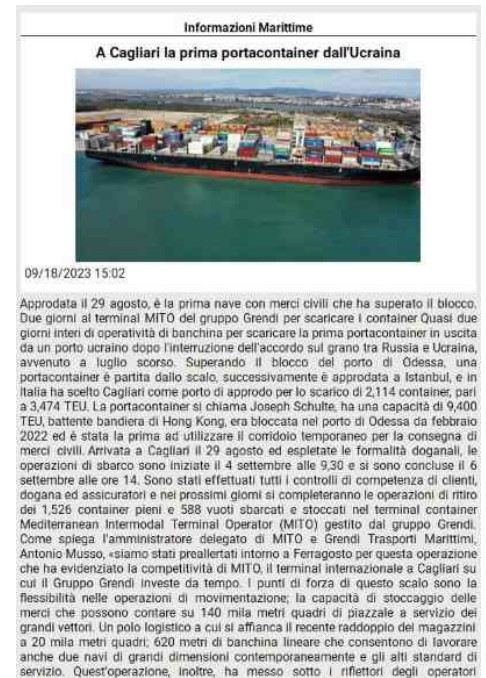 Informazioni Marittime
A Cagliari la prima portacontainer dall'Ucraina
09/18/2023 15:02
Approdata il 29 agosto, è la prima nave con merci civili che ha superato il blocco.
Due giorni al terminal MITO del gruppo Grendi per scaricare i container Quasi due
giorni interi di operatività di banchina per scaricare la prima portacontainer in uscita
da un porto ucraino dopo l'interruzione dell'accordo sul grano tra Russia e Ucraina,
avvenuto a luglio scorso. Superando il blocco del porto di Odessa, una
portacontainer è partita dallo scalo, successivamente è approdata a Istanbul, e in
Italia ha scelto Cagliari come porto di approdo per lo scarico di 2,114 container, pari
a 3,474 TEU. La portacontainer si chiama Joseph Schulte, ha una capacità di 9,400
TEU, battente bandiera di Hong Kong, era bloccata nel porto di Odessa da febbraio
2022 ed è stata la prima ad utilizzare il corridoio temporaneo per la consegna di
merci civili. Arrivata a Cagliari il 29 agosto ed espletate le formalità doganali, le
operazioni di sbarco sono iniziate il 4 settembre alle 9,30 e si sono concluse il 6
settembre alle ore 14. Sono stati effettuati tutti i controlli di competenza di clienti,
dogana ed assicuratori e nei prossimi giorni si completeranno le operazioni di ritiro
dei 1,526 container pieni e 588 vuoti sbarcati e stoccati nel terminal container
Mediterranean Intermodal Terminal Operator (MITO) gestito dal gruppo Grendi.
Come spiega l'amministratore delegato di MITO e Grendi Trasporti Marittimi,
Antonio Musso, «siamo stati preallertati intorno a Ferragosto per questa operazione
che ha evidenziato la competitività di MITO, il terminal internazionale a Cagliari su
cui il Gruppo Grendi investe da tempo. I punti di forza di questo scalo sono la
flessibilità nelle operazioni di movimentazione; la capacità di stoccaggio delle
merci che possono contare su 140 mila metri quadri di piazzale a servizio dei
grandi vettori. Un polo logistico a cui si affianca il recente raddoppio dei magazzini
a 20 mila metri quadri; 620 metri di banchina lineare che consentono di lavorare
anche due navi di grandi dimensioni contemporaneamente e gli alti standard di
servizio. Quest'operazione, inoltre, ha messo sotto i riflettori degli operatori